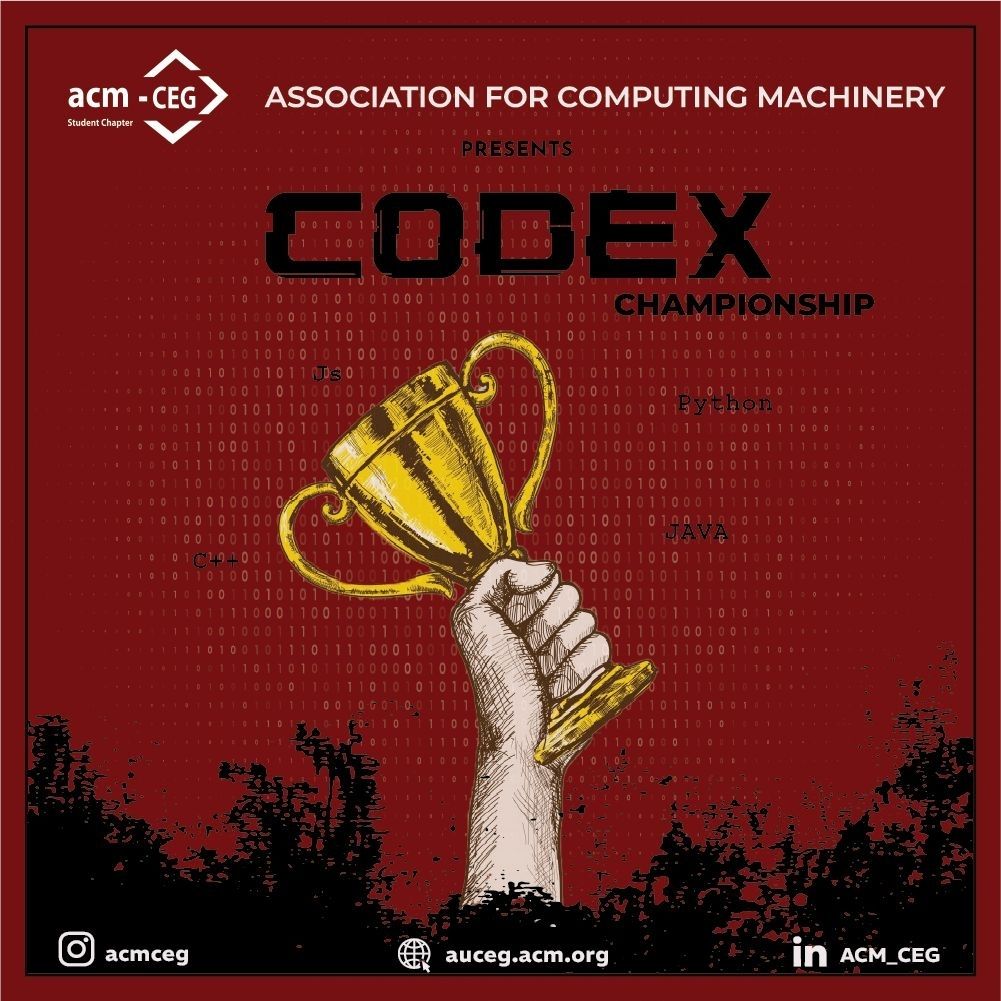 acm - CEG
Student Chapter
ASSOCIATION FOR COMPUTING MACHINERY
PRESENTS
CODEX
CHAMPIONSHIP
Js
Python
JAVA
C++
acmceg
auceg.acm.org
in ACM_CEG